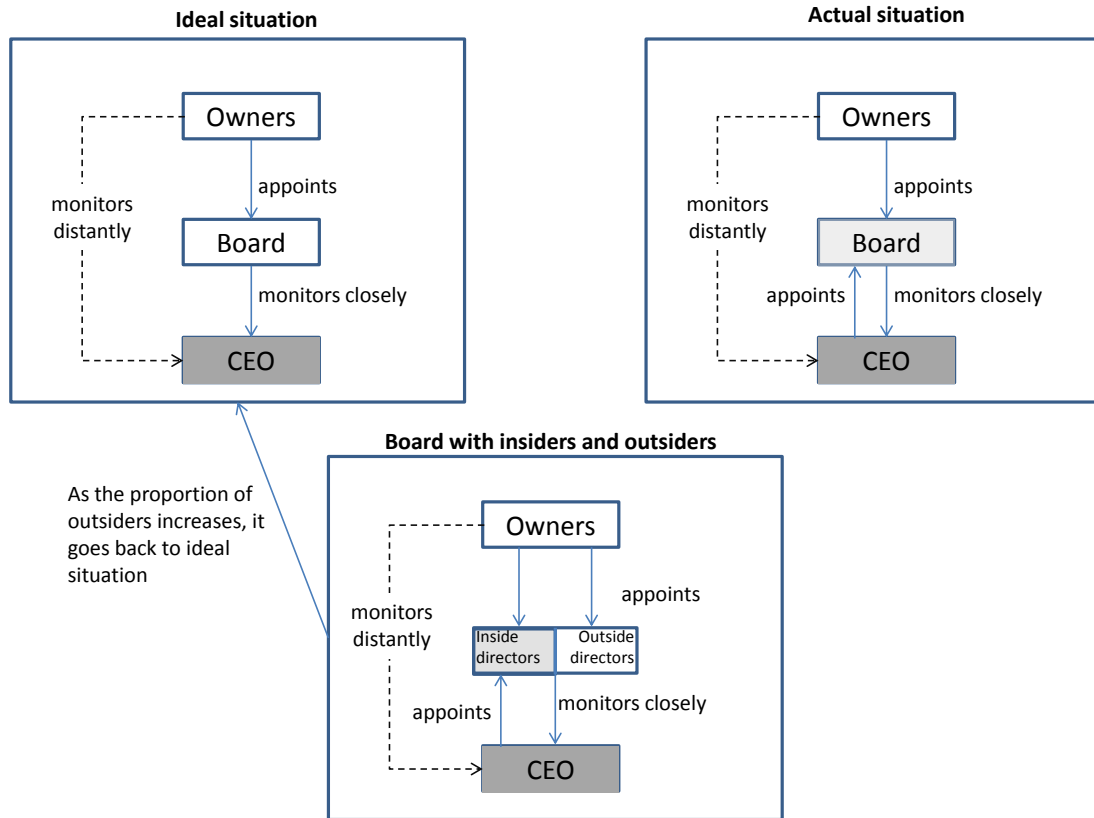 Ideal situation
Owners
appoints
monitors
distantly
Board
monitors closely
CEO
Actual situation
Owners
appoints
monitors
distantly
Board
appoints
monitors closely
CEO
As the proportion of
outsiders increases, it
goes back to ideal
situation
Board with insiders and outsiders
Owners
appoints
monitors
distantly
Inside
directors
Outside
directors
appoints
monitors closely
CEO